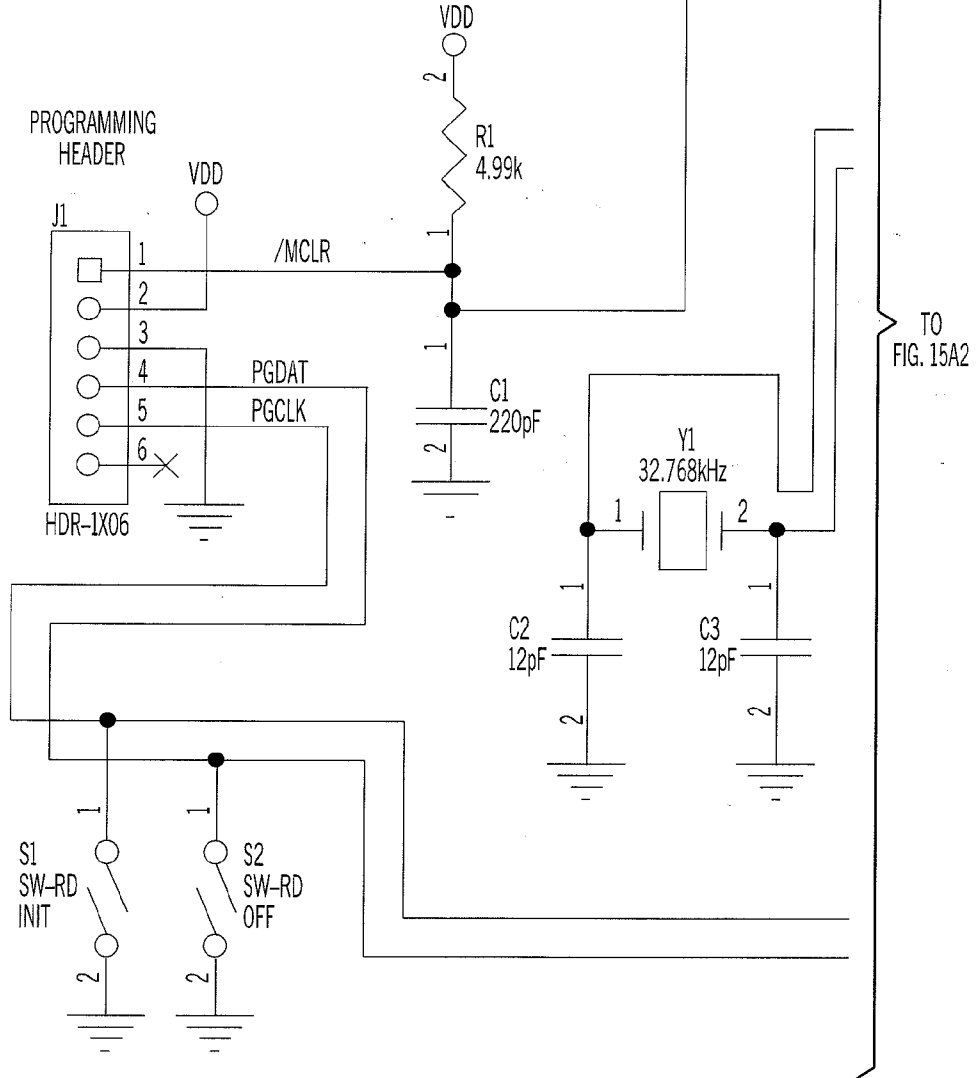 VDD
2
R1
4.99k
1
PROGRAMMING
HEADER
VDD
J1
1
2
3
4
5
6
/MCLR
PGDAT
PGCLK
HDR-1X06
1
C1
220pF
2
TO
FIG. 15A2
Y1
32.768kHz
1
2
1
C2
12pF
2
1
C3
12pF
2
1
S1
SW-RD
INIT
2
1
S2
SW-RD
OFF
2